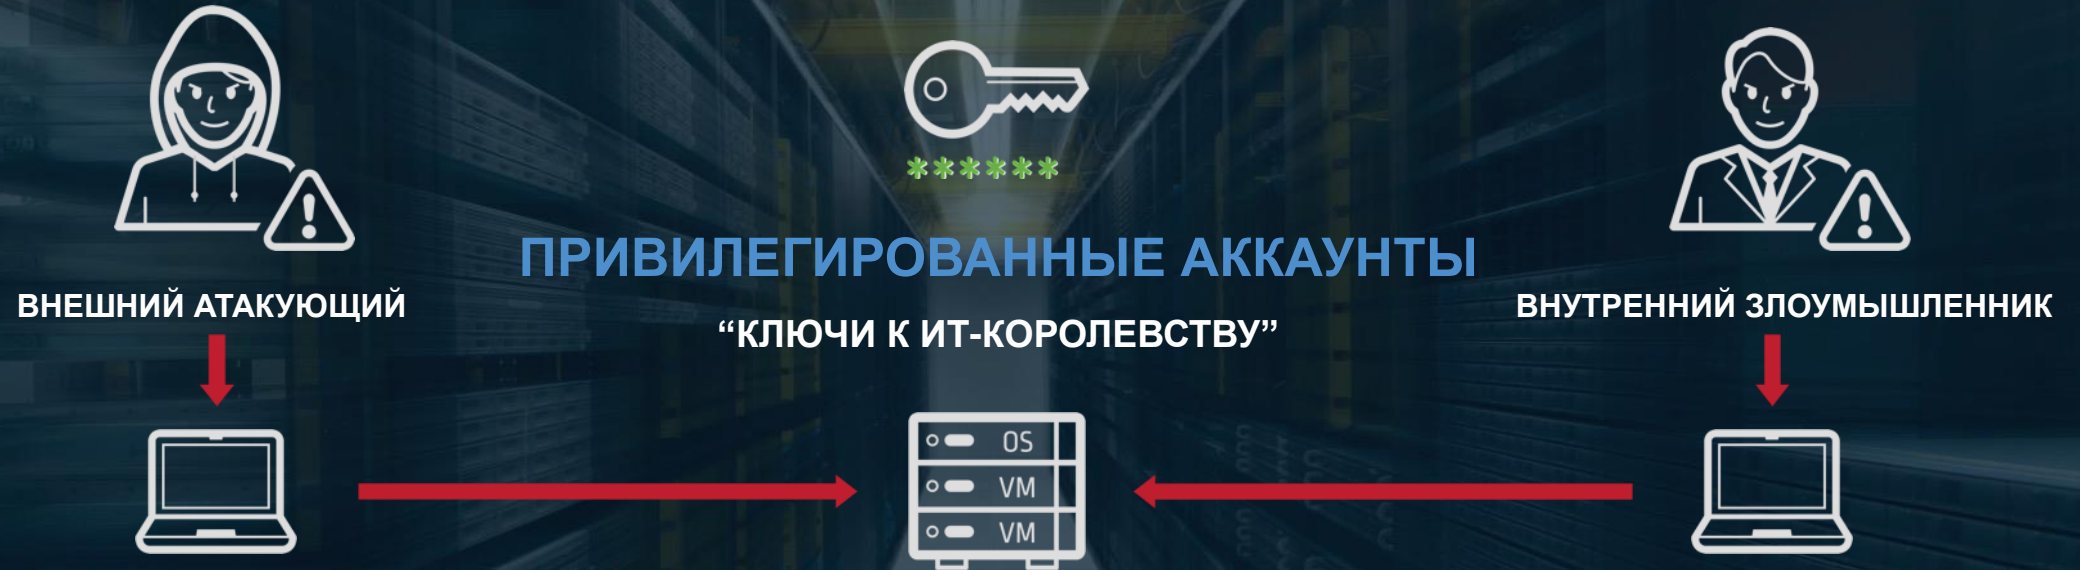 ******
ПРИВИЛЕГИРОВАННЫЕ АККАУНТЫ
ВНЕШНИЙ АТАКУЮЩИЙ
“КЛЮЧИ К ИТ-КОРОЛЕВСТВУ”
ВНУТРЕННИЙ ЗЛОУМЫШЛЕННИК
OS
VM
VM